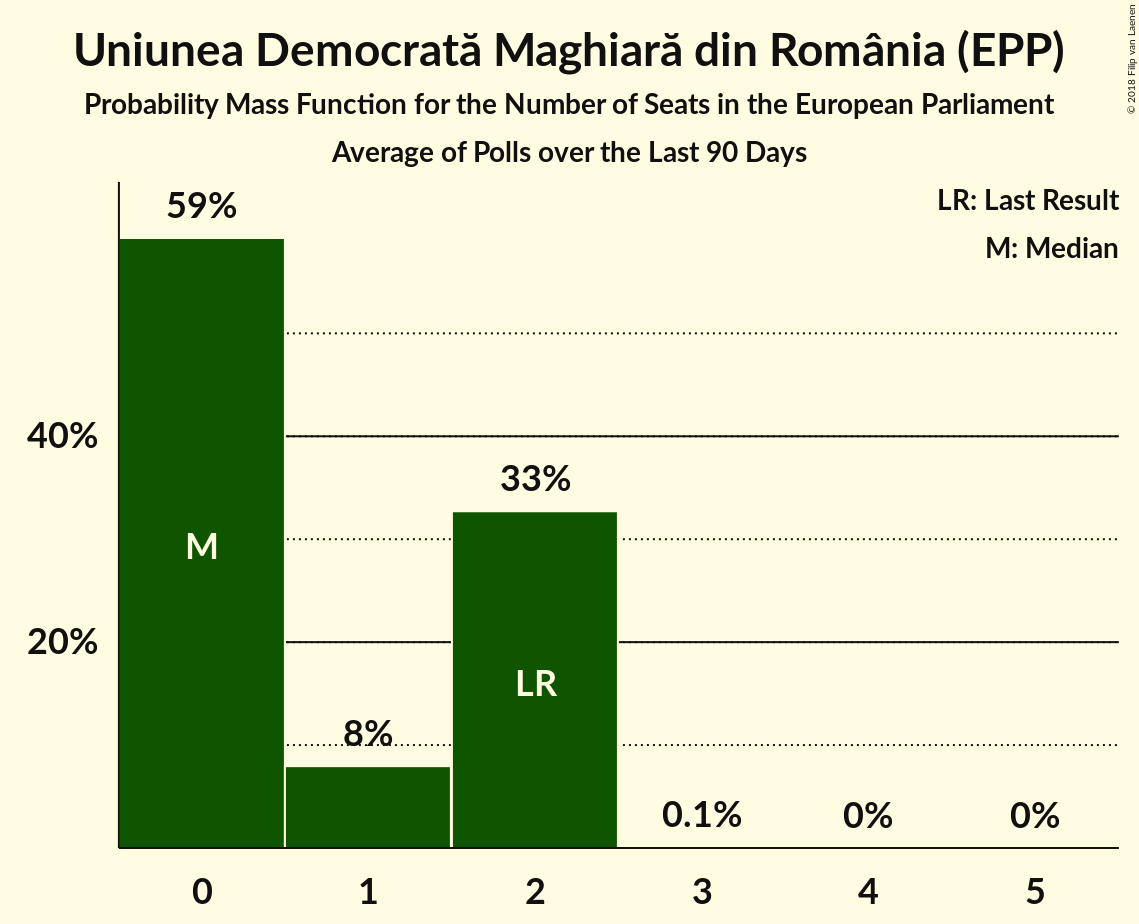 Uniunea Democrată Maghiară din România (EPP)
Probability Mass Function for the Number of Seats in the European Parliament
Average of Polls over the Last 90 Days
© 2018 Filip van Laenen
LR: Last Result
M: Median
59%
40%
33%
M
20%
LR
8%
0.1%
0%
0%
0 1 2 3 4 5